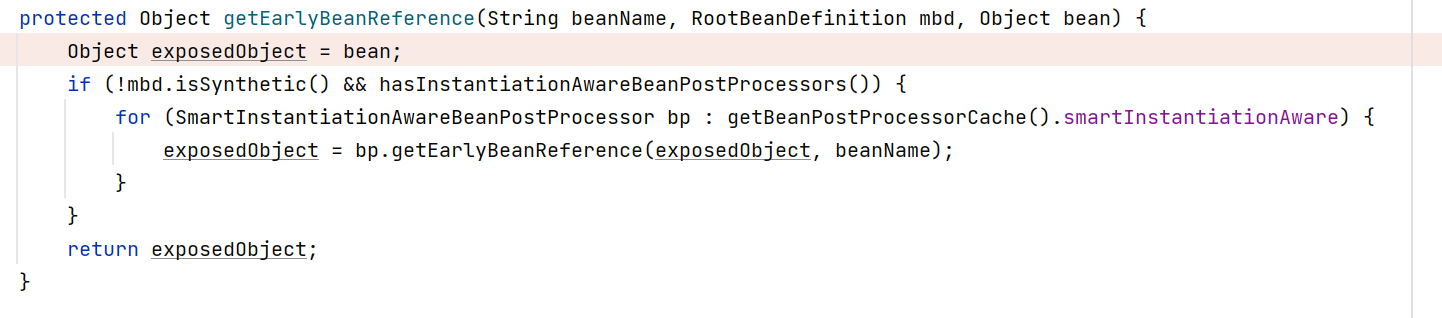 protected Object getEarlyBeanReference(String beanName, RootBeanDefinition mbd, Object bean) {
    Object exposedObject = bean;
    if (!mbd.isSynthetic() && hasInstantiationAwareBeanPostProcessors()) {
        for (SmartInstantiationAwareBeanPostProcessor bp : getBeanPostProcessorCache().smartInstantiationAware) {
            exposedObject = bp.getEarlyBeanReference(exposedObject, beanName);
        }
    }
    return exposedObject;
}